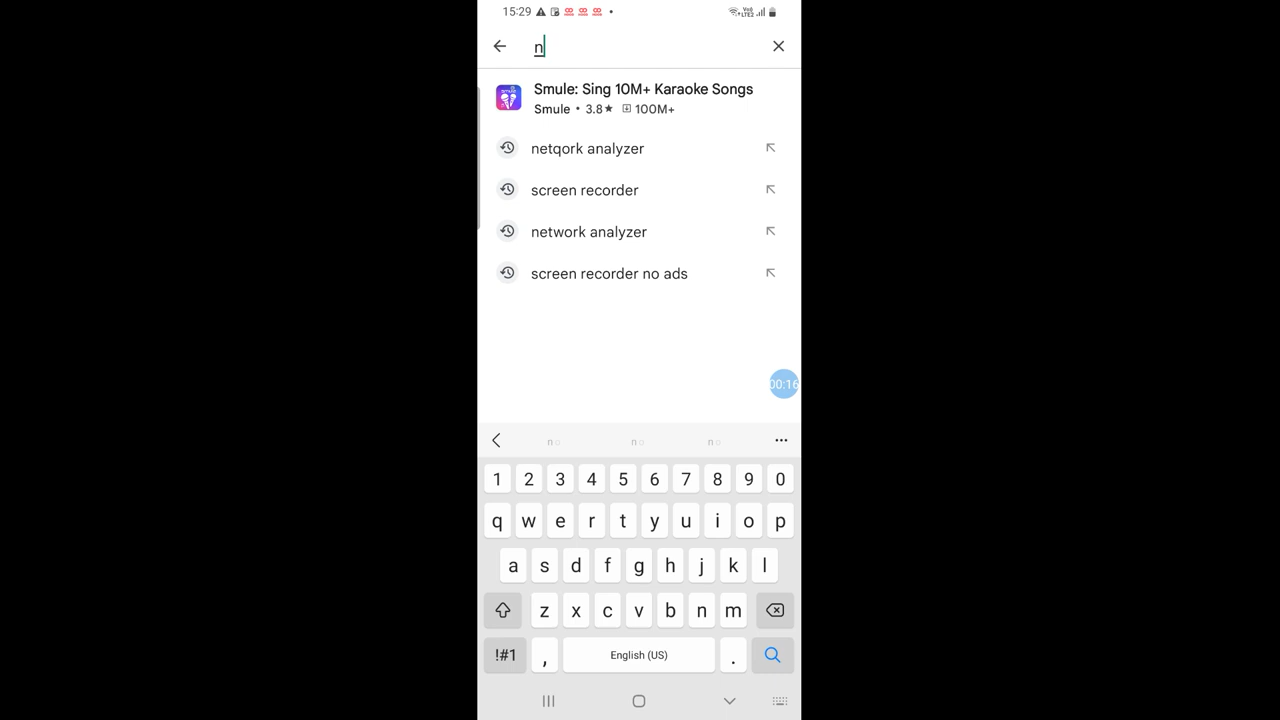 15:29
n
Smule: Sing 10M+ Karaoke Songs
Smule • 3.8★ 100M+
netqork analyzer
screen recorder
network analyzer
screen recorder no ads
00:16
1 2 3 4 5 6 7 8 9 0
q w e r t y u i o p
a s d f g h j k l
z x c v b n m
!#1 , English (US) .